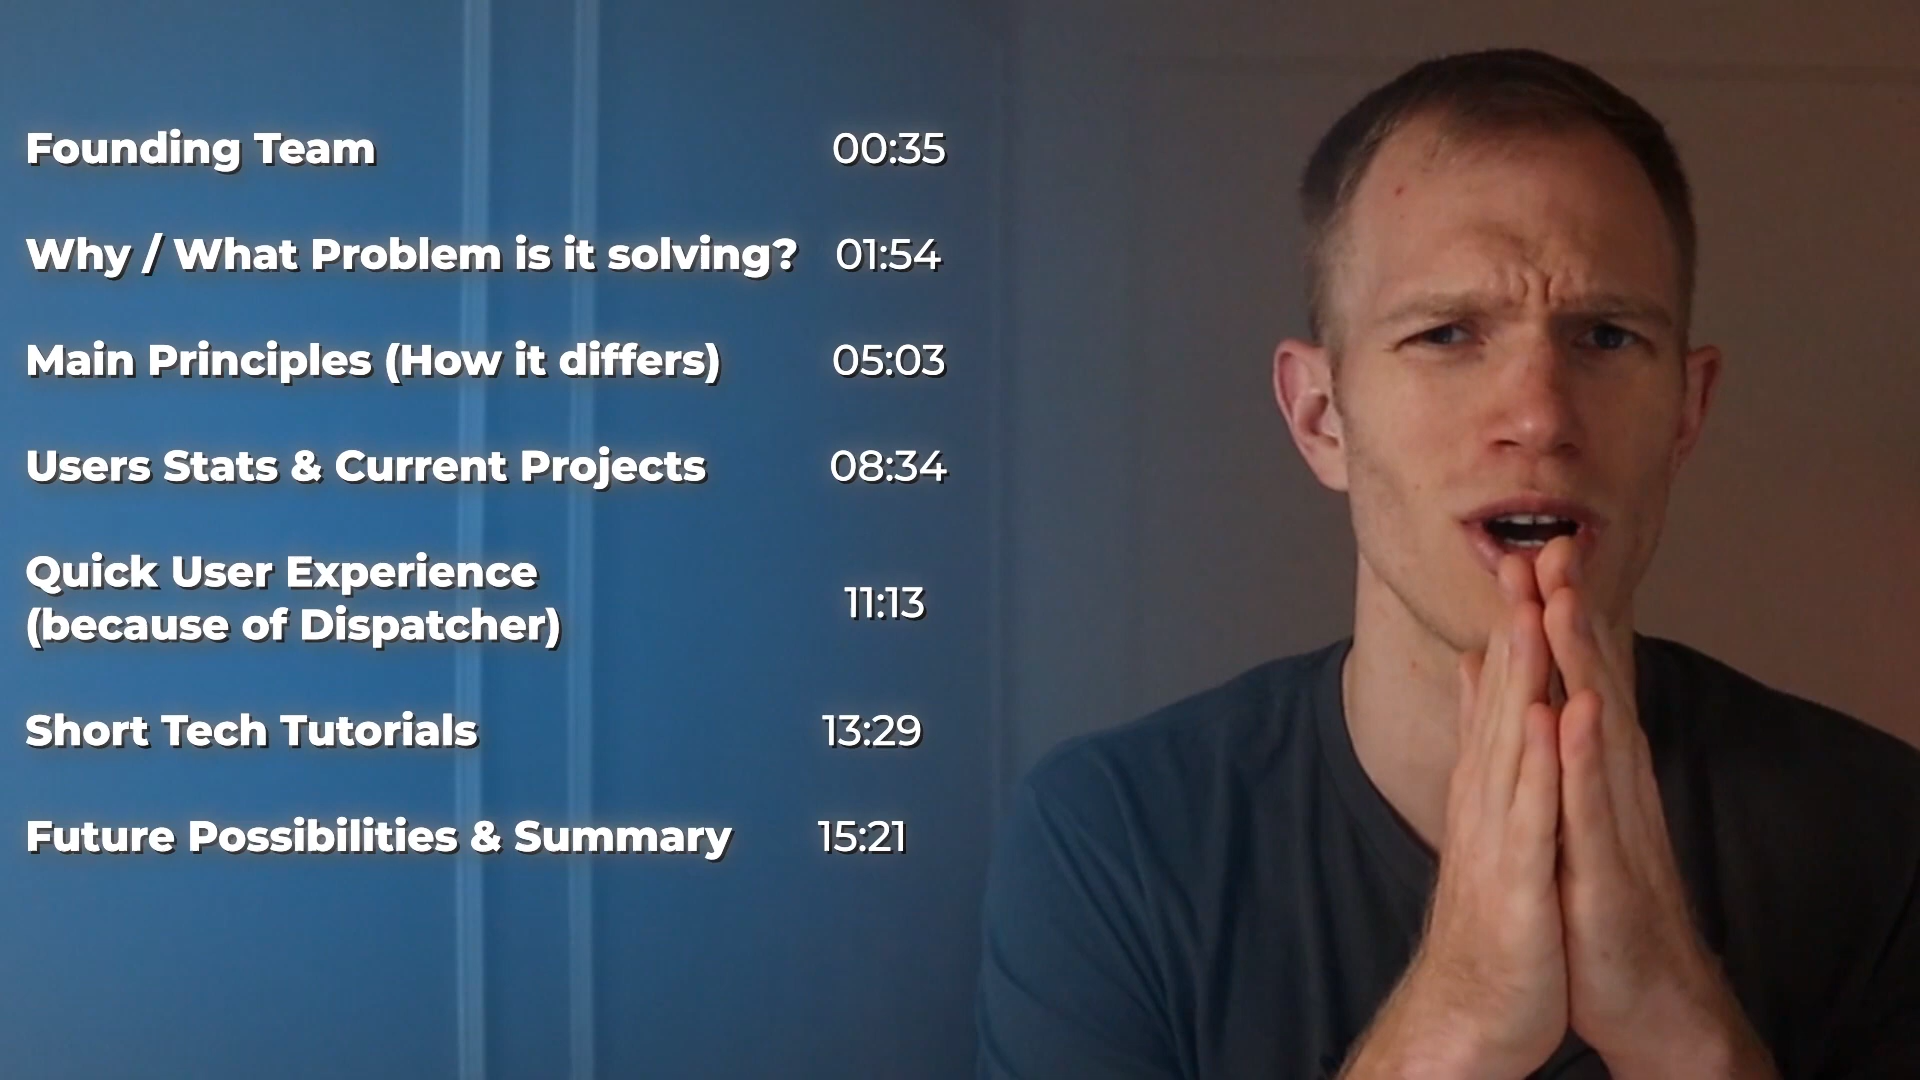 Founding Team 00:35
Why / What Problem is it solving? 01:54
Main Principles (How it differs) 05:03
Users Stats & Current Projects 08:34
Quick User Experience
(because of Dispatcher) 11:13
Short Tech Tutorials 13:29
Future Possibilities & Summary 15:21